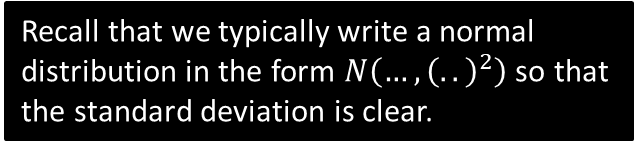 Recall that we typically write a normal
distribution in the form N(…, (..)²) so that
the standard deviation is clear.